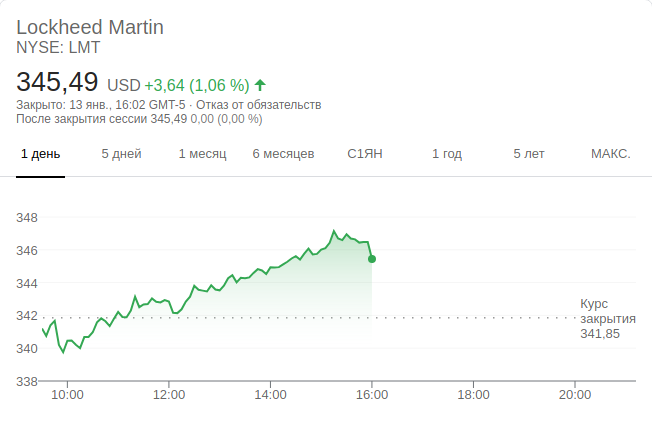 Lockheed Martin
NYSE: LMT
345,49 USD +3,64 (1,06 %)
Закрыто: 13 янв., 16:02 GMT-5 · Отказ от обязательств
После закрытия сессии 345,49 0,00 (0,00 %)
1 день 5 дней 1 месяц 6 месяцев С1ЯН 1 год 5 лет МАКС.
348
346
344
342
340
338
Курс
закрытия
341,85
10:00 12:00 14:00 16:00 18:00 20:00